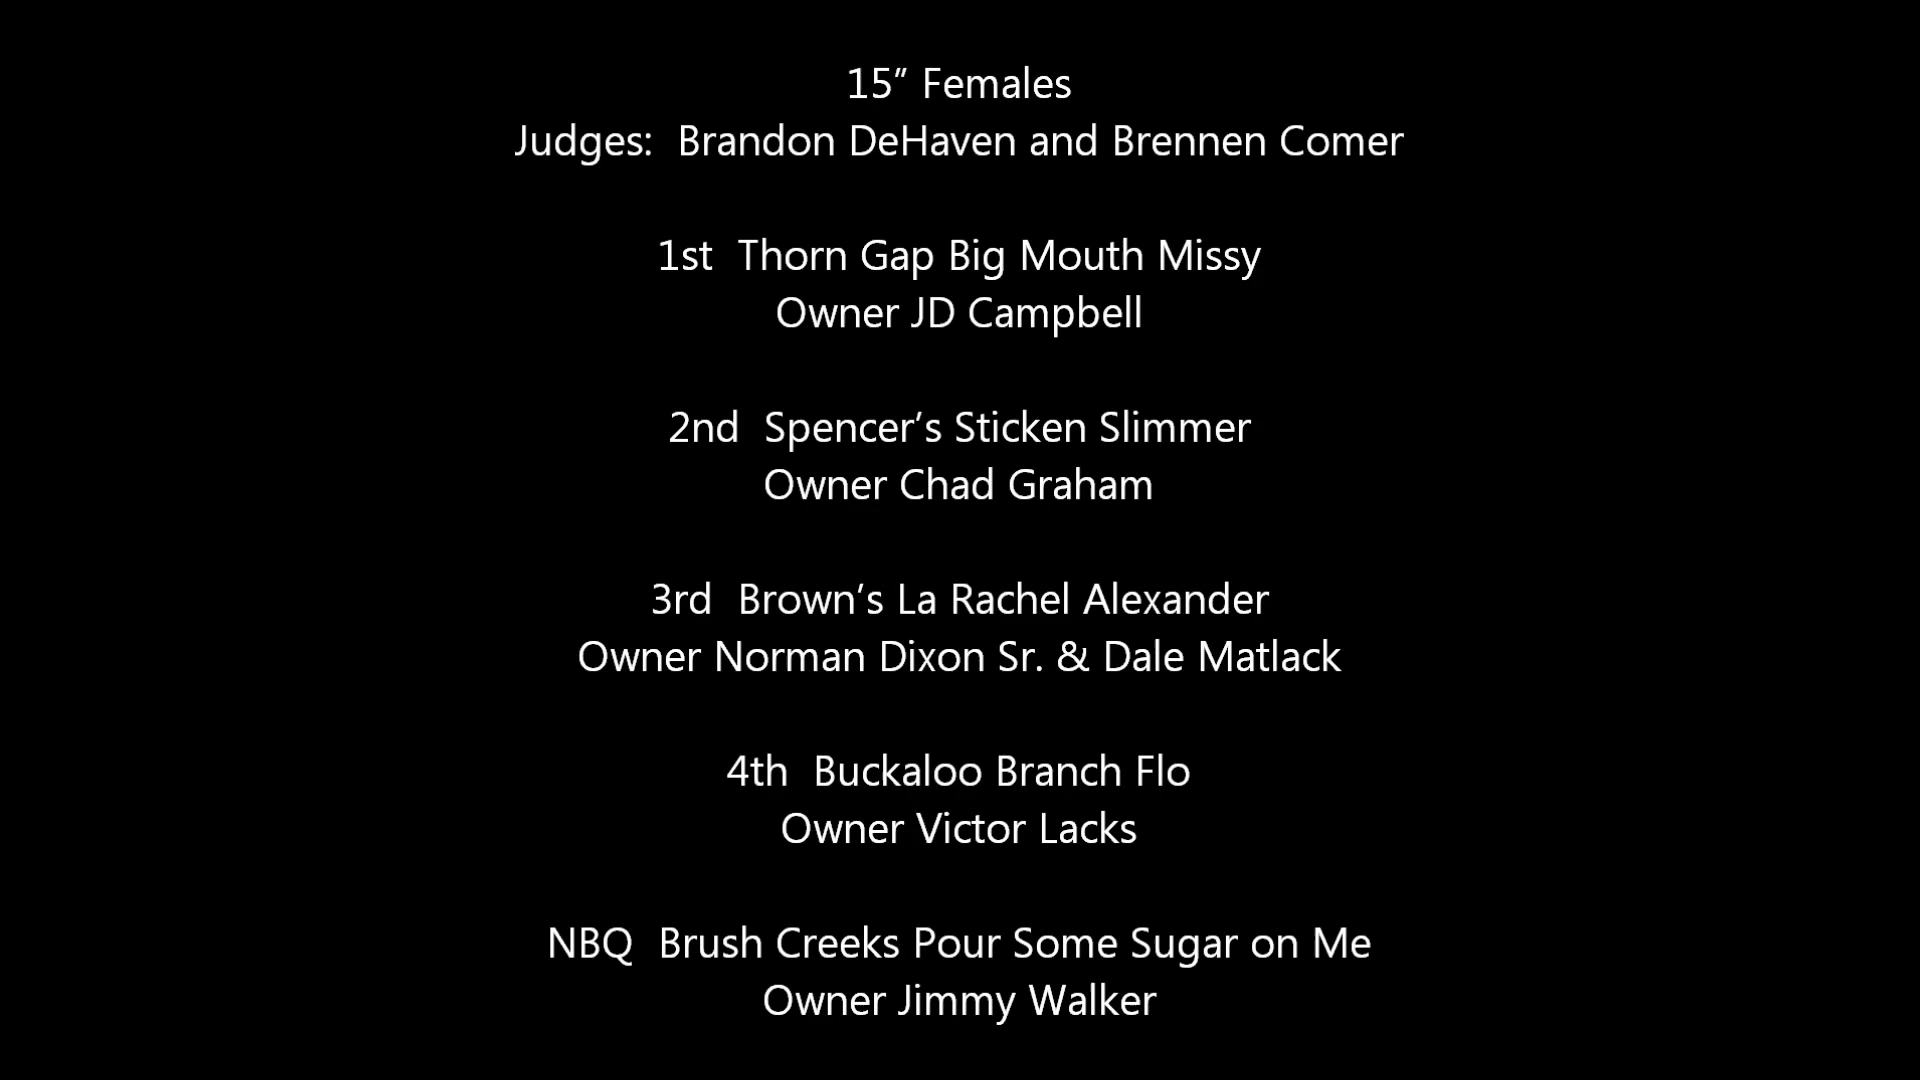 15” Females
Judges:  Brandon DeHaven and Brennen Comer
1st  Thorn Gap Big Mouth Missy
Owner JD Campbell
2nd  Spencer’s Sticken Slimmer
Owner Chad Graham
3rd  Brown’s La Rachel Alexander
Owner Norman Dixon Sr. & Dale Matlack
4th  Buckaloo Branch Flo
Owner Victor Lacks
NBQ  Brush Creeks Pour Some Sugar on Me
Owner Jimmy Walker